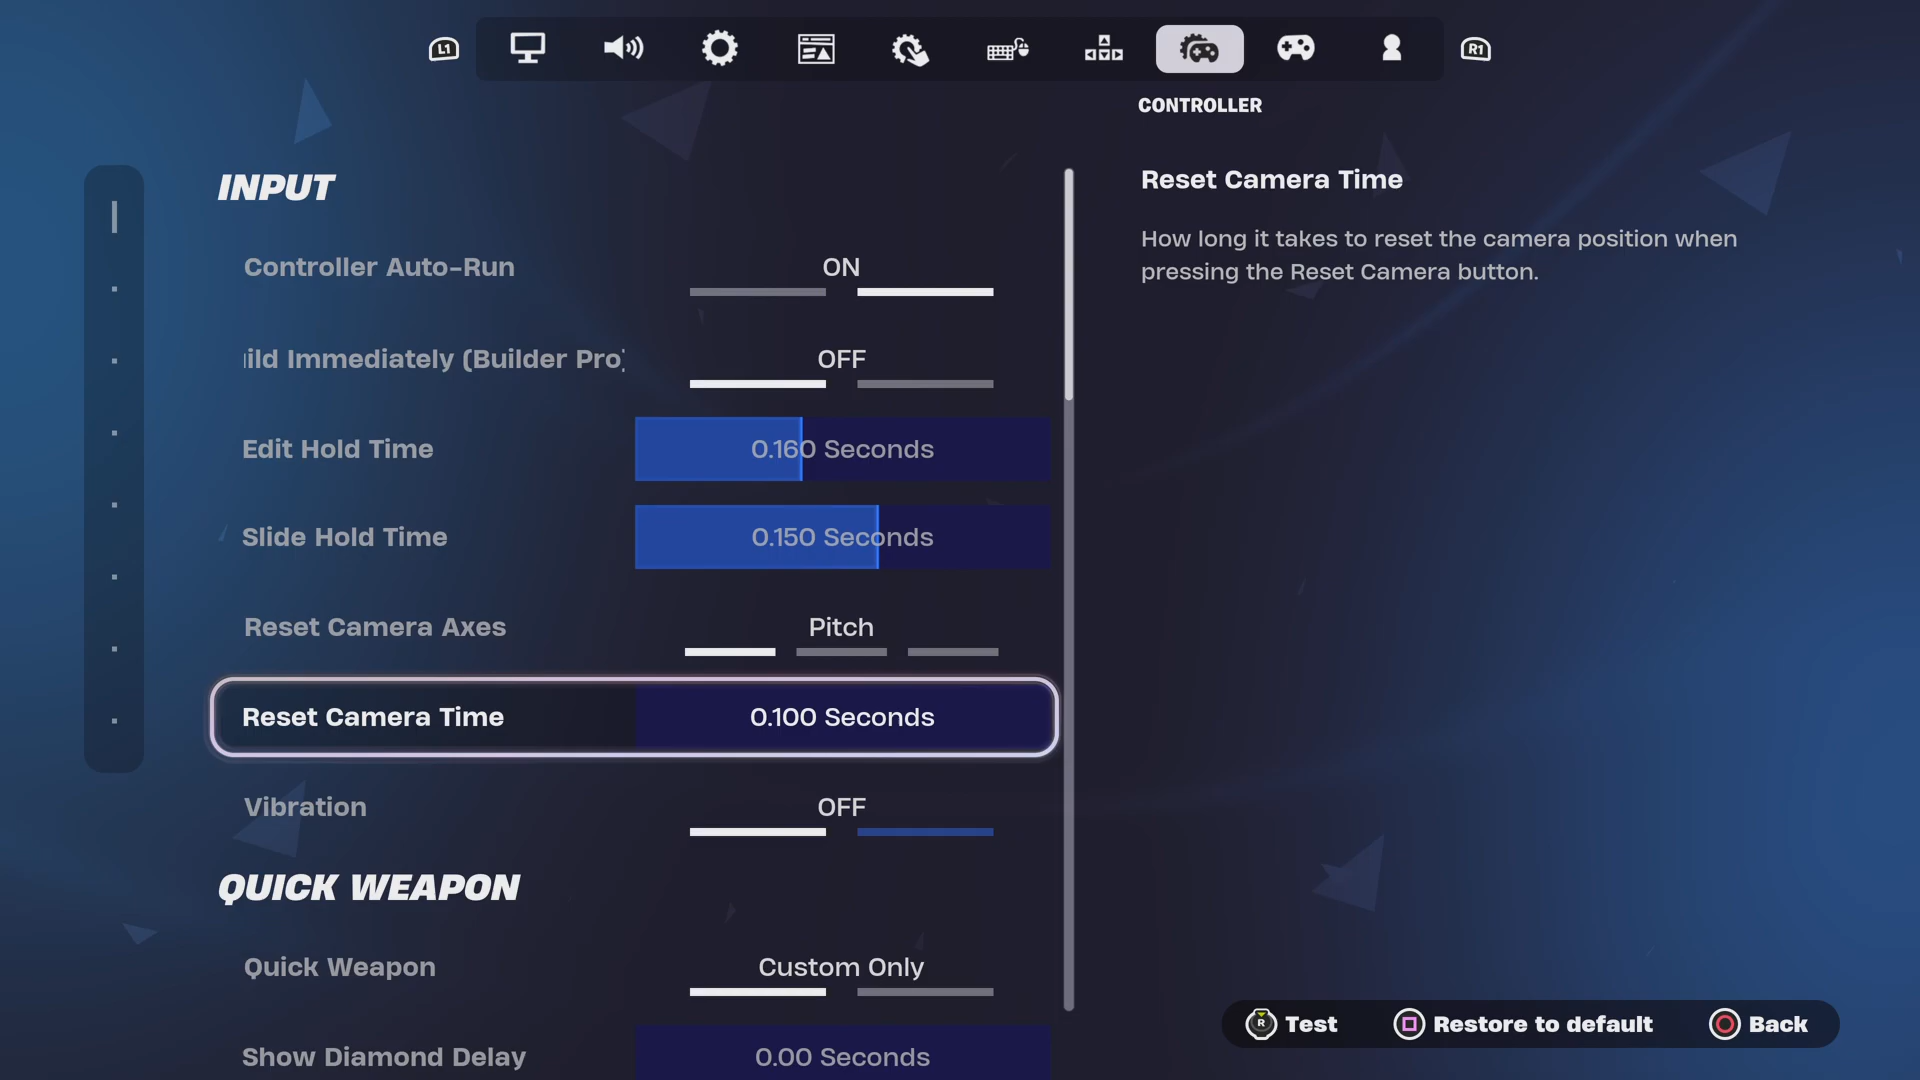 L1
R1
CONTROLLER
INPUT
Controller Auto-Run
ON
ild Immediately (Builder Pro)
OFF
Edit Hold Time
0.160 Seconds
Slide Hold Time
0.150 Seconds
Reset Camera Axes
Pitch
Reset Camera Time
0.100 Seconds
Vibration
OFF
QUICK WEAPON
Quick Weapon
Custom Only
Show Diamond Delay
0.00 Seconds
Reset Camera Time
How long it takes to reset the camera position when
pressing the Reset Camera button.
R Test
Restore to default
Back